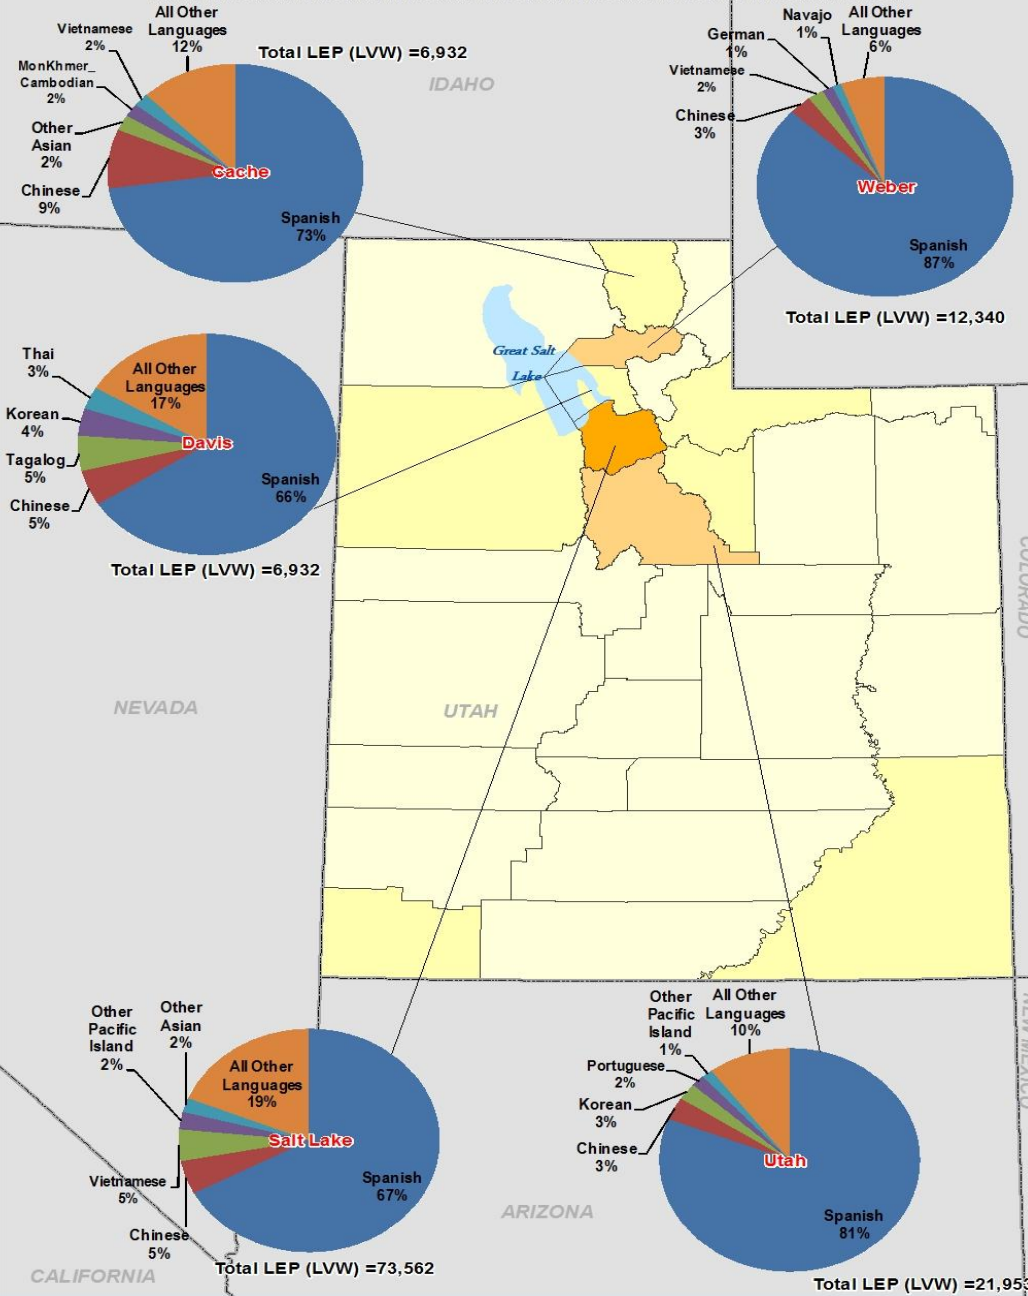 Vietnamese
2%
All Other
Languages
12%
Total LEP (LVW) =6,932
MonKhmer_
Cambodian
2%
Other
Asian
2%
Chinese
9%
Cache
Spanish
73%
IDAHO
Navajo
1%
All Other
Languages
6%
German
1%
Vietnamese
2%
Chinese
3%
Weber
Spanish
87%
Total LEP (LVW) =12,340
Great Salt
Lake
Thai
3%
All Other
Languages
17%
Korean
4%
Davis
Tagalog
5%
Spanish
66%
Chinese
5%
Total LEP (LVW) =6,932
COLORADO
NEVADA
UTAH
NEW MEXICO
Other
Pacific
Island
2%
Other
Asian
2%
All Other
Languages
19%
Salt Lake
Vietnamese
5%
Spanish
67%
Chinese
5%
Total LEP (LVW) =73,562
CALIFORNIA
ARIZONA
Other
Pacific
Island
1%
All Other
Languages
10%
Portuguese
2%
Korean
3%
Chinese
3%
Utah
Spanish
81%
Total LEP (LVW) =21,953